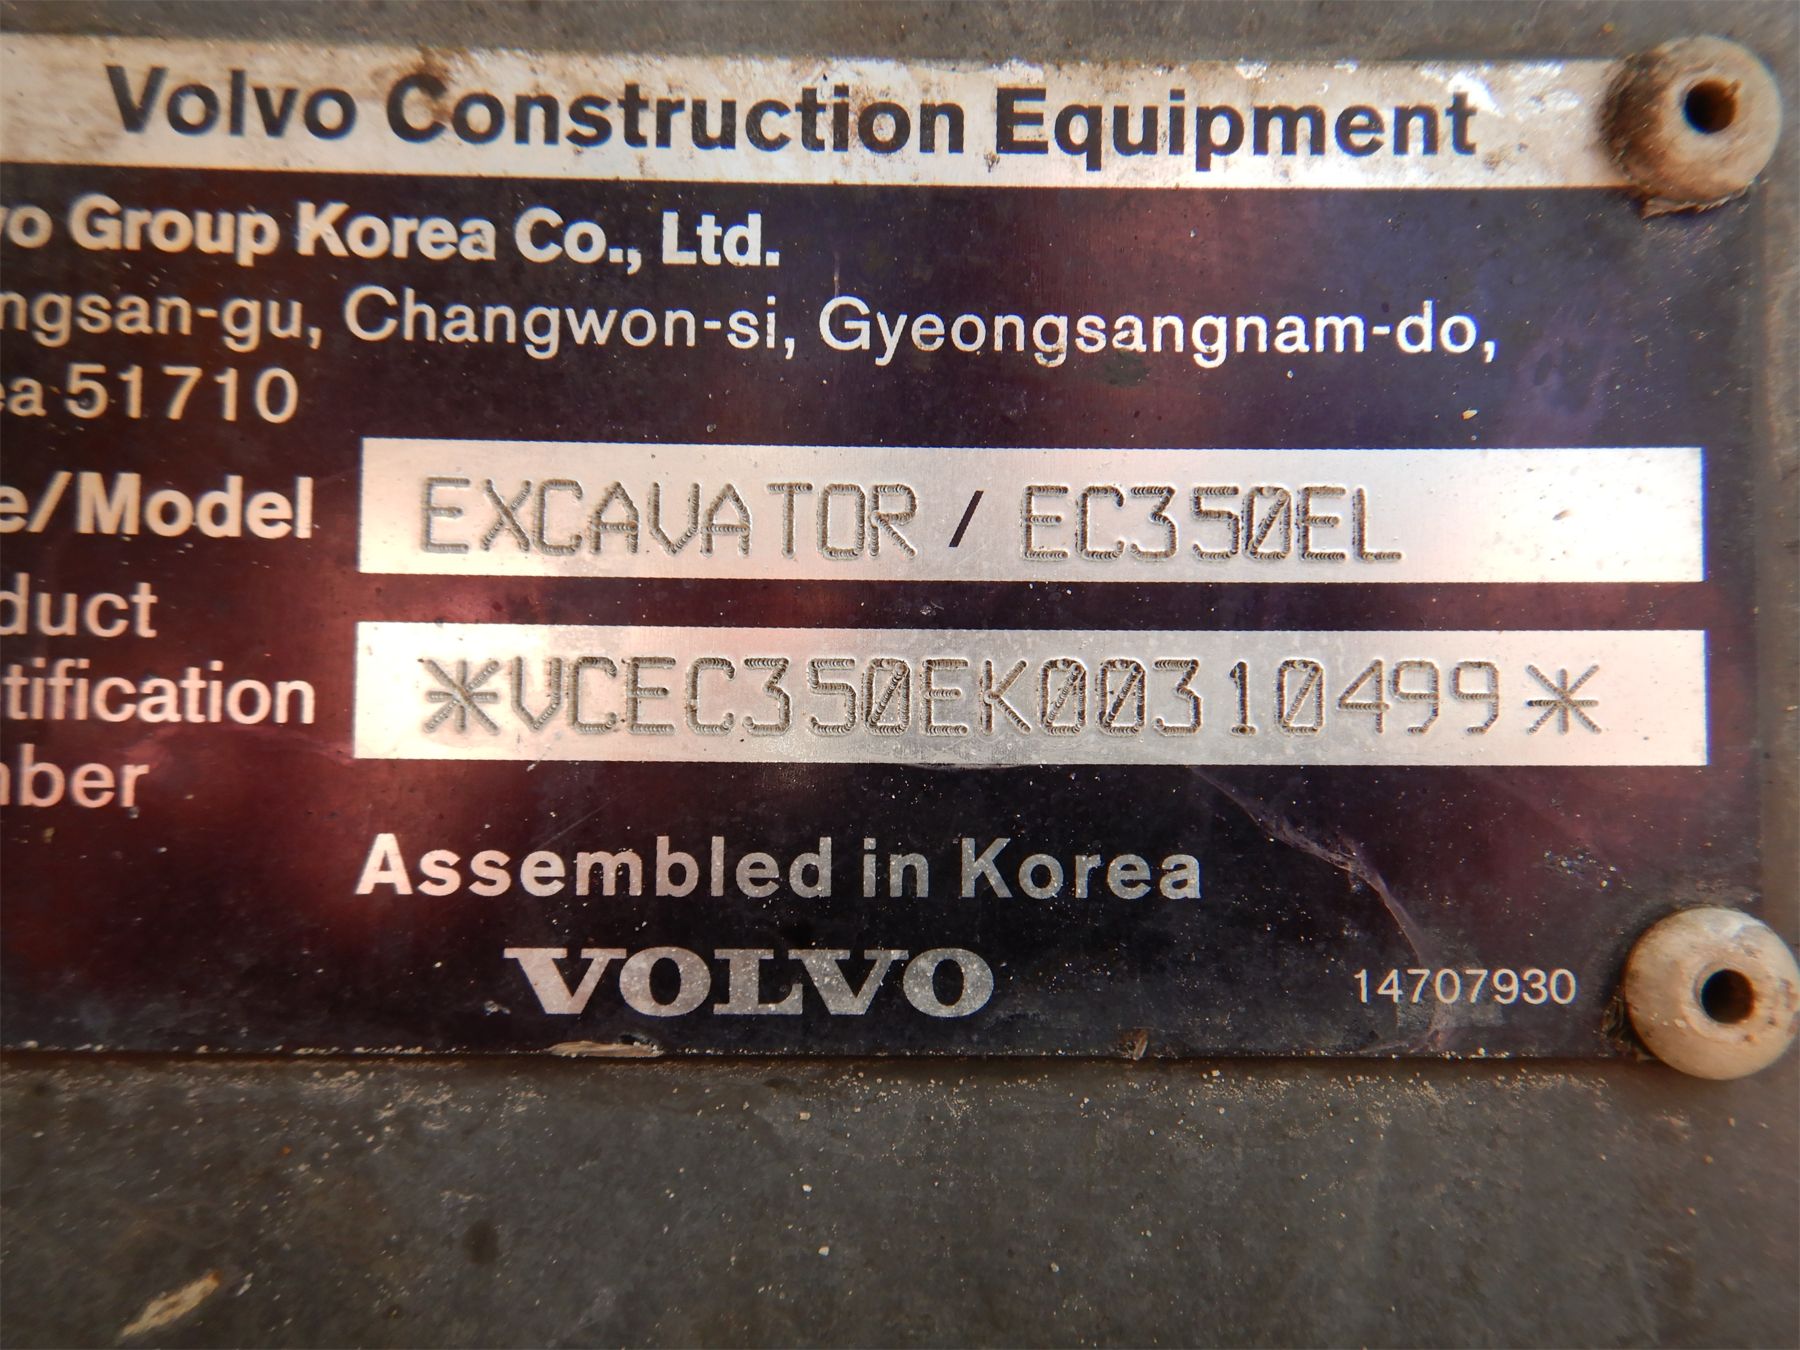 Volvo Construction Equipment
vo Group Korea Co., Ltd.
ngsan-gu, Changwon-si, Gyeongsangnam-do,
ea 51710
e/Model EXCAVATOR / EC350EL
duct
tification
mber
*VCEC350EK00310499*
Assembled in Korea
VOLVO
14707930